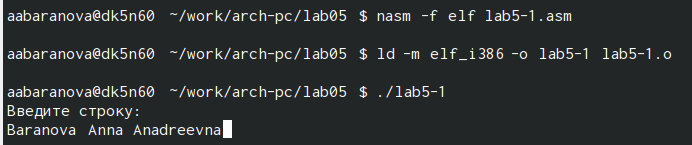 aabaranova@dk5n60 ~/work/arch-pc/lab05 $ nasm -f elf lab5-1.asm
aabaranova@dk5n60 ~/work/arch-pc/lab05 $ ld -m elf_i386 -o lab5-1 lab5-1.o
aabaranova@dk5n60 ~/work/arch-pc/lab05 $ ./lab5-1
Введите строку:
Baranova Anna Anadreevna